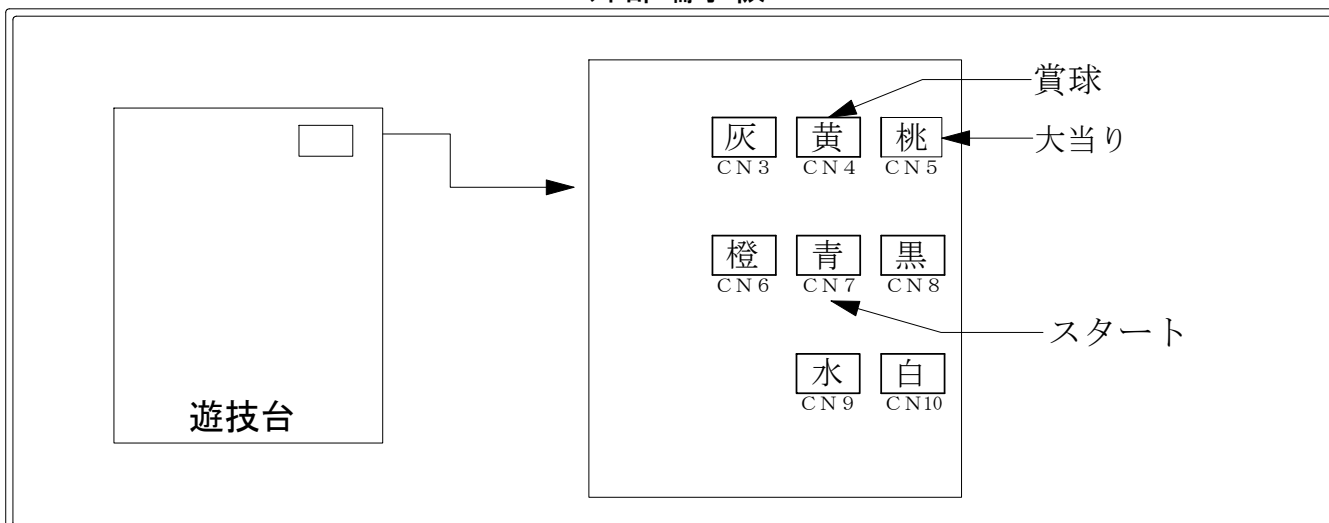 賞球
灰 黄 桃
大当り
CN3 CN4 CN5
橙 青 黒
CN6 CN7 CN8
スタート
水 白
CN9 CN10
遊技台